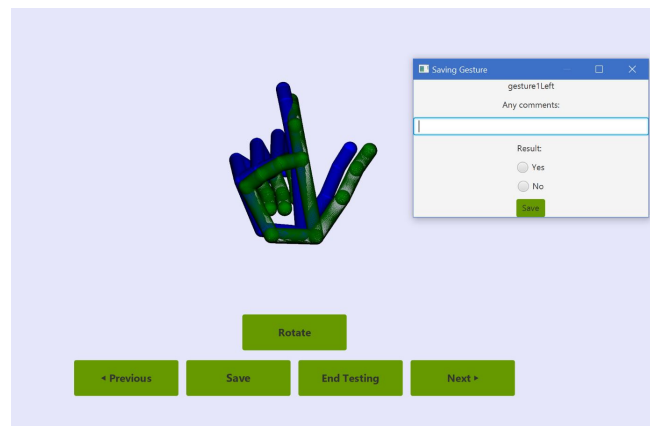 Saving Gesture
gesture1Left
Any comments:
Result:
Yes
No
Save
Rotate
Previous
Save
End Testing
Next